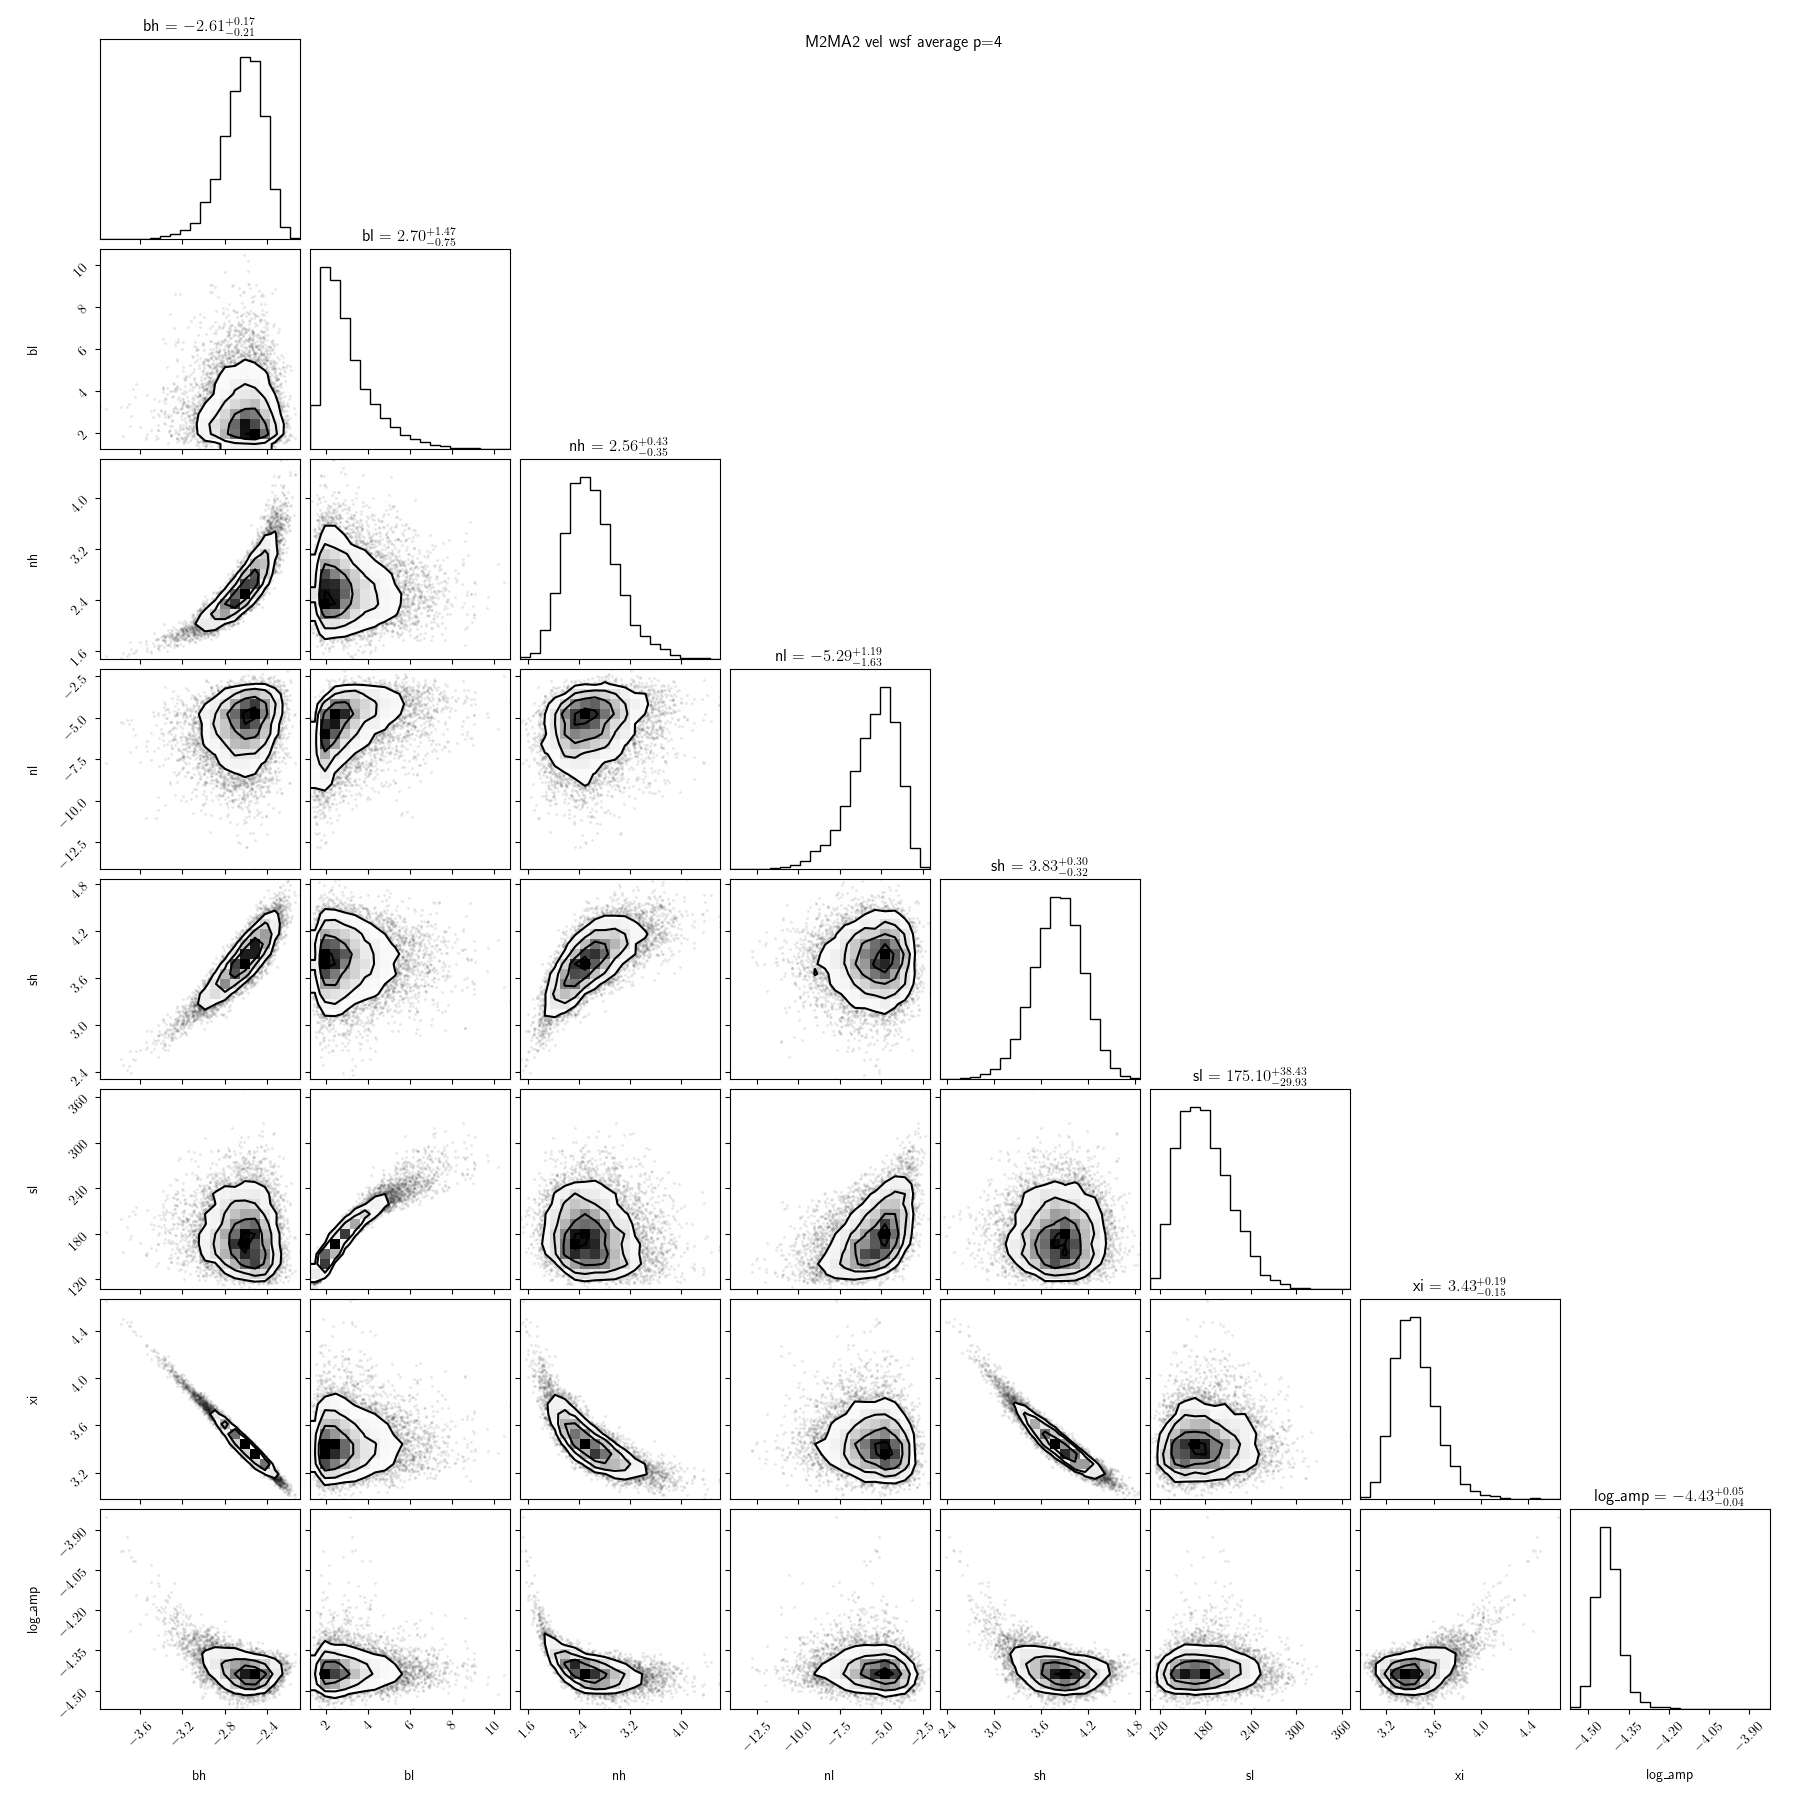 bh = −2.61+0.17−0.21
M2MA2 vel wsf average p=4
bl = 2.70+1.47−0.75
bl
10
8
6
4
2
nh = 2.56+0.43−0.35
nh
4.0
3.2
2.4
1.6
nl = −5.29+1.19−1.63
nl
−2.5
−5.0
−7.5
−10.0
−12.5
sh = 3.83+0.30−0.32
sh
4.8
4.2
3.6
3.0
2.4
sl = 175.10+38.43−29.93
sl
360
300
240
180
120
xi = 3.43+0.19−0.15
xi
4.4
4.0
3.6
3.2
log_amp = −4.43+0.05−0.04
log_amp
−3.90
−4.05
−4.20
−4.35
−4.50
−3.6 −3.2 −2.8 −2.4 2 4 6 8 10 1.6 2.4 3.2 4.0 −12.5 −10.0 −7.5 −5.0 −2.5 2.4 3.0 3.6 4.2 4.8 120 180 240 300 360 3.2 3.6 4.0 4.4 −4.50 −4.35 −4.20 −4.05 −3.90
bh bl nh nl sh sl xi log_amp